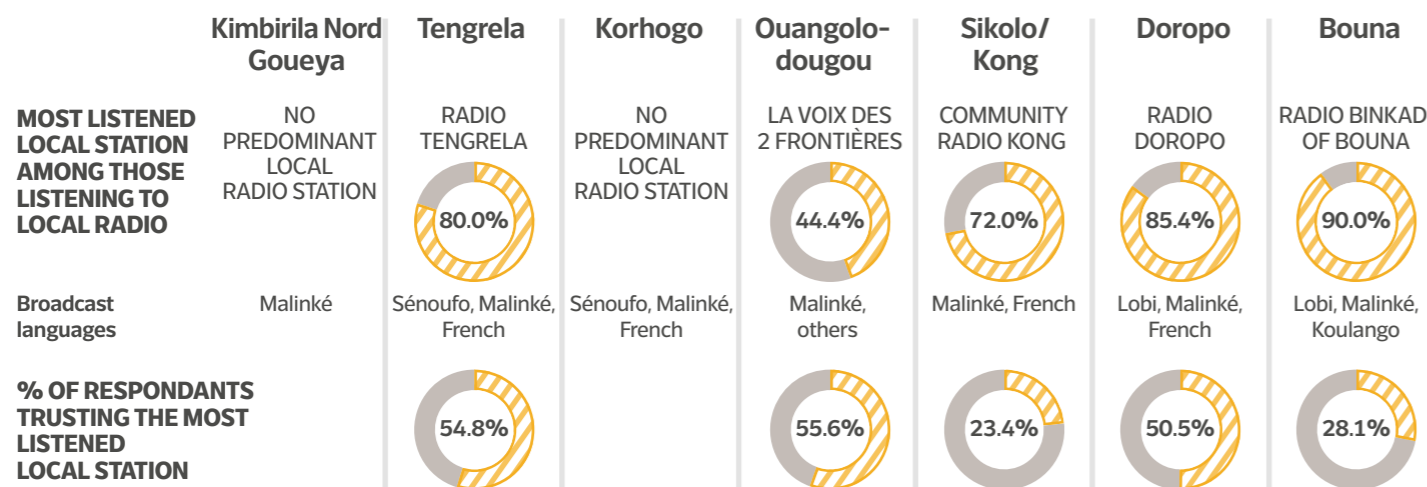 Kimbirila Nord
Goueya
Tengrela
Korhogo
Ouangolo-
dougou
Sikolo/
Kong
Doropo
Bouna
MOST LISTENED
LOCAL STATION
AMONG THOSE
LISTENING TO
LOCAL RADIO
NO
PREDOMINANT
LOCAL
RADIO STATION
RADIO
TENGRELA
80.0%
NO
PREDOMINANT
LOCAL
RADIO STATION
LA VOIX DES
2 FRONTIÈRES
44.4%
COMMUNITY
RADIO KONG
72.0%
RADIO
DOROPO
85.4%
RADIO BINKAD
OF BOUNA
90.0%
Broadcast
languages
Malinké
Sénoufo, Malinké,
French
Sénoufo, Malinké,
French
Malinké,
others
Malinké, French
Lobi, Malinké,
French
Lobi, Malinké,
Koulango
% OF RESPONDANTS
TRUSTING THE MOST
LISTENED
LOCAL STATION
54.8%
55.6%
23.4%
50.5%
28.1%